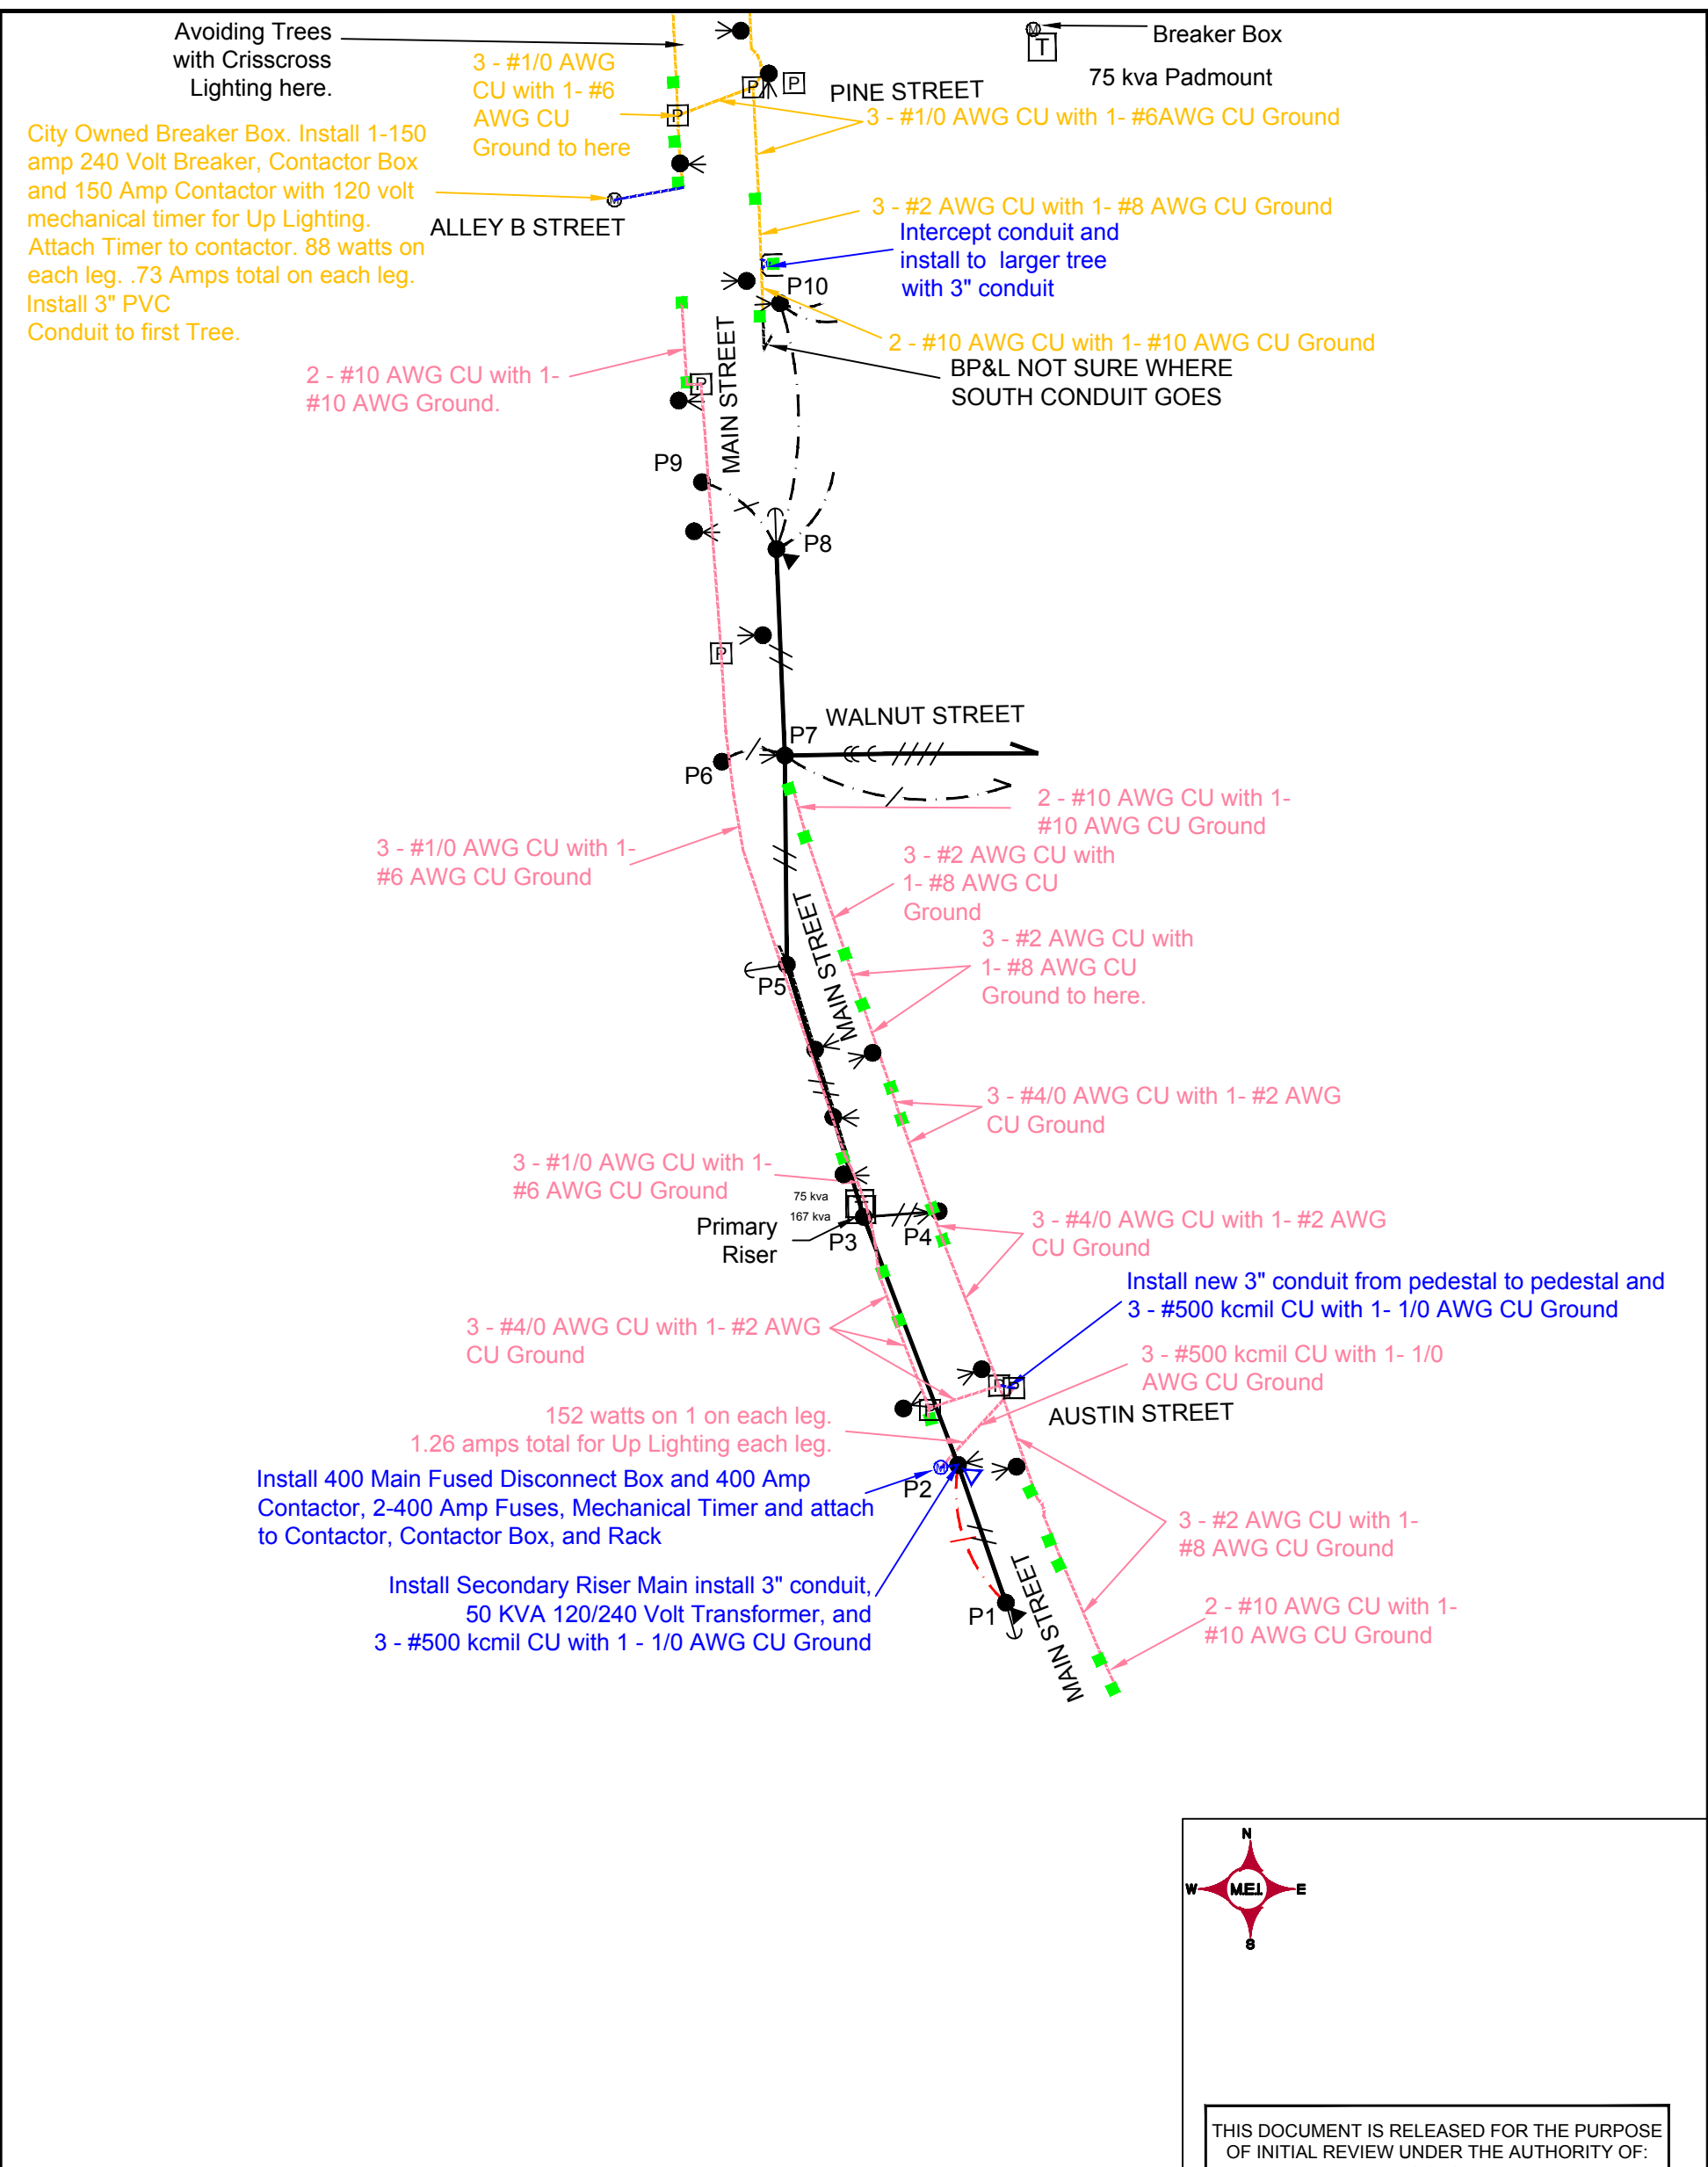 Avoiding Trees
with Crisscross
Lighting here.
3 - #1/0 AWG
CU with 1- #6
AWG CU
Ground to here
M
T
Breaker Box
75 kva Padmount
P
P
P
PINE STREET
3 - #1/0 AWG CU with 1- #6AWG CU Ground
City Owned Breaker Box. Install 1-150
amp 240 Volt Breaker, Contactor Box
and 150 Amp Contactor with 120 volt
mechanical timer for Up Lighting.
Attach Timer to contactor. 88 watts on
each leg. .73 Amps total on each leg.
Install 3" PVC
Conduit to first Tree.
M
ALLEY B STREET
3 - #2 AWG CU with 1- #8 AWG CU Ground
Intercept conduit and
install to larger tree
with 3" conduit
P10
2 - #10 AWG CU with 1- #10 AWG CU Ground
BP&L NOT SURE WHERE
SOUTH CONDUIT GOES
2 - #10 AWG CU with 1-
#10 AWG Ground.
P
MAIN STREET
P9
P8
P
WALNUT STREET
P7
P6
2 - #10 AWG CU with 1-
#10 AWG CU Ground
3 - #1/0 AWG CU with 1-
#6 AWG CU Ground
3 - #2 AWG CU with
1- #8 AWG CU
Ground
3 - #2 AWG CU with
1- #8 AWG CU
Ground to here.
MAIN STREET
P5
3 - #4/0 AWG CU with 1- #2 AWG
CU Ground
3 - #1/0 AWG CU with 1-
#6 AWG CU Ground
75 kva
167 kva
Primary
Riser
P3
P4
3 - #4/0 AWG CU with 1- #2 AWG
CU Ground
Install new 3" conduit from pedestal to pedestal and
3 - #500 kcmil CU with 1- 1/0 AWG CU Ground
3 - #4/0 AWG CU with 1- #2 AWG
CU Ground
3 - #500 kcmil CU with 1- 1/0
AWG CU Ground
P
P
P
AUSTIN STREET
152 watts on 1 on each leg.
1.26 amps total for Up Lighting each leg.
M
P2
Install 400 Main Fused Disconnect Box and 400 Amp
Contactor, 2-400 Amp Fuses, Mechanical Timer and attach
to Contactor, Contactor Box, and Rack
3 - #2 AWG CU with 1-
#8 AWG CU Ground
Install Secondary Riser Main install 3" conduit,
50 KVA 120/240 Volt Transformer, and
3 - #500 kcmil CU with 1 - 1/0 AWG CU Ground
P1
MAIN STREET
2 - #10 AWG CU with 1-
#10 AWG CU Ground
N
W
M.E.I.
E
S
THIS DOCUMENT IS RELEASED FOR THE PURPOSE
OF INITIAL REVIEW UNDER THE AUTHORITY OF: